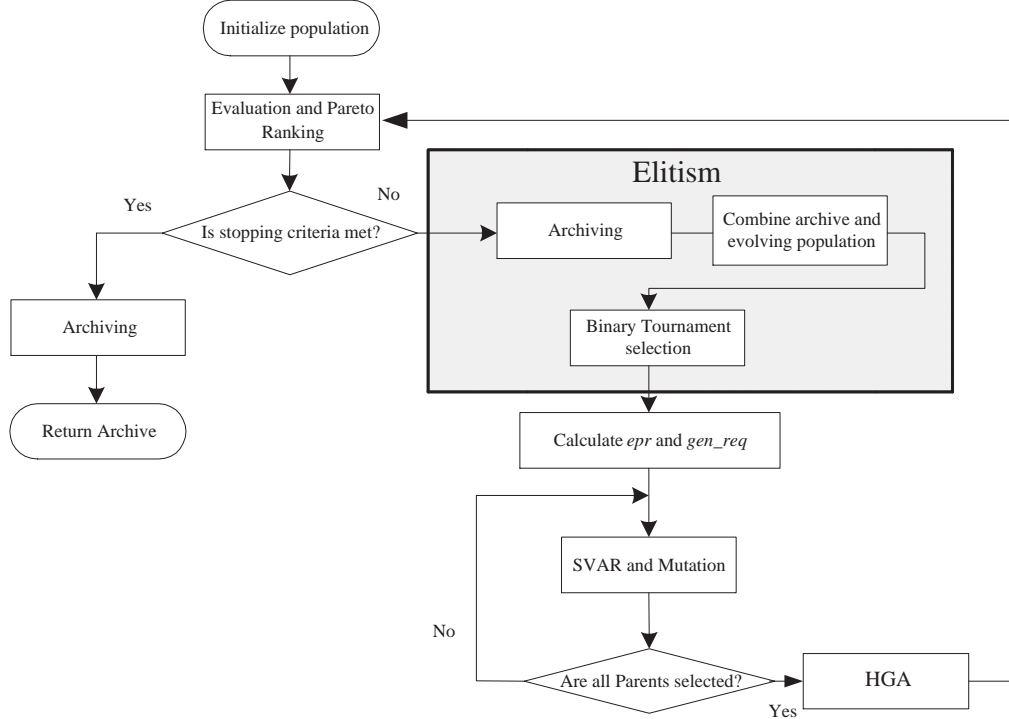 Initialize population
Evaluation and Pareto
Ranking
Yes
No
Is stopping criteria met?
Archiving
Return Archive
Elitism
Archiving
Combine archive and
evolving population
Binary Tournament
selection
Calculate epr and gen_req
SVAR and Mutation
No
Are all Parents selected?
Yes
HGA